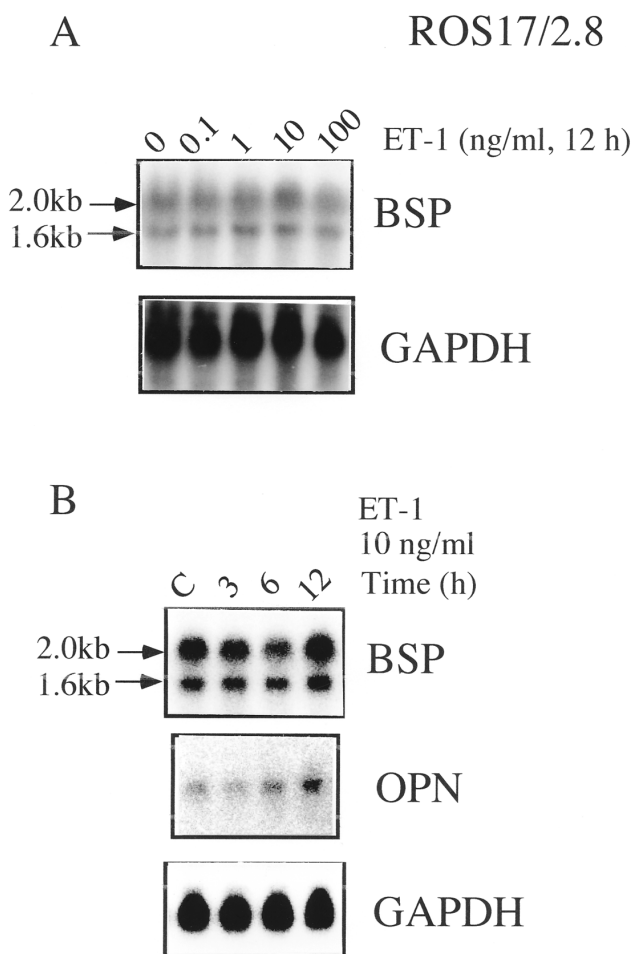 A
ROS17/2.8
0 0.1 1 10 100
ET-1 (ng/ml, 12 h)
2.0kb
1.6kb
BSP
GAPDH
B
ET-1
10 ng/ml
C 3 6 12
Time (h)
2.0kb
1.6kb
BSP
OPN
GAPDH